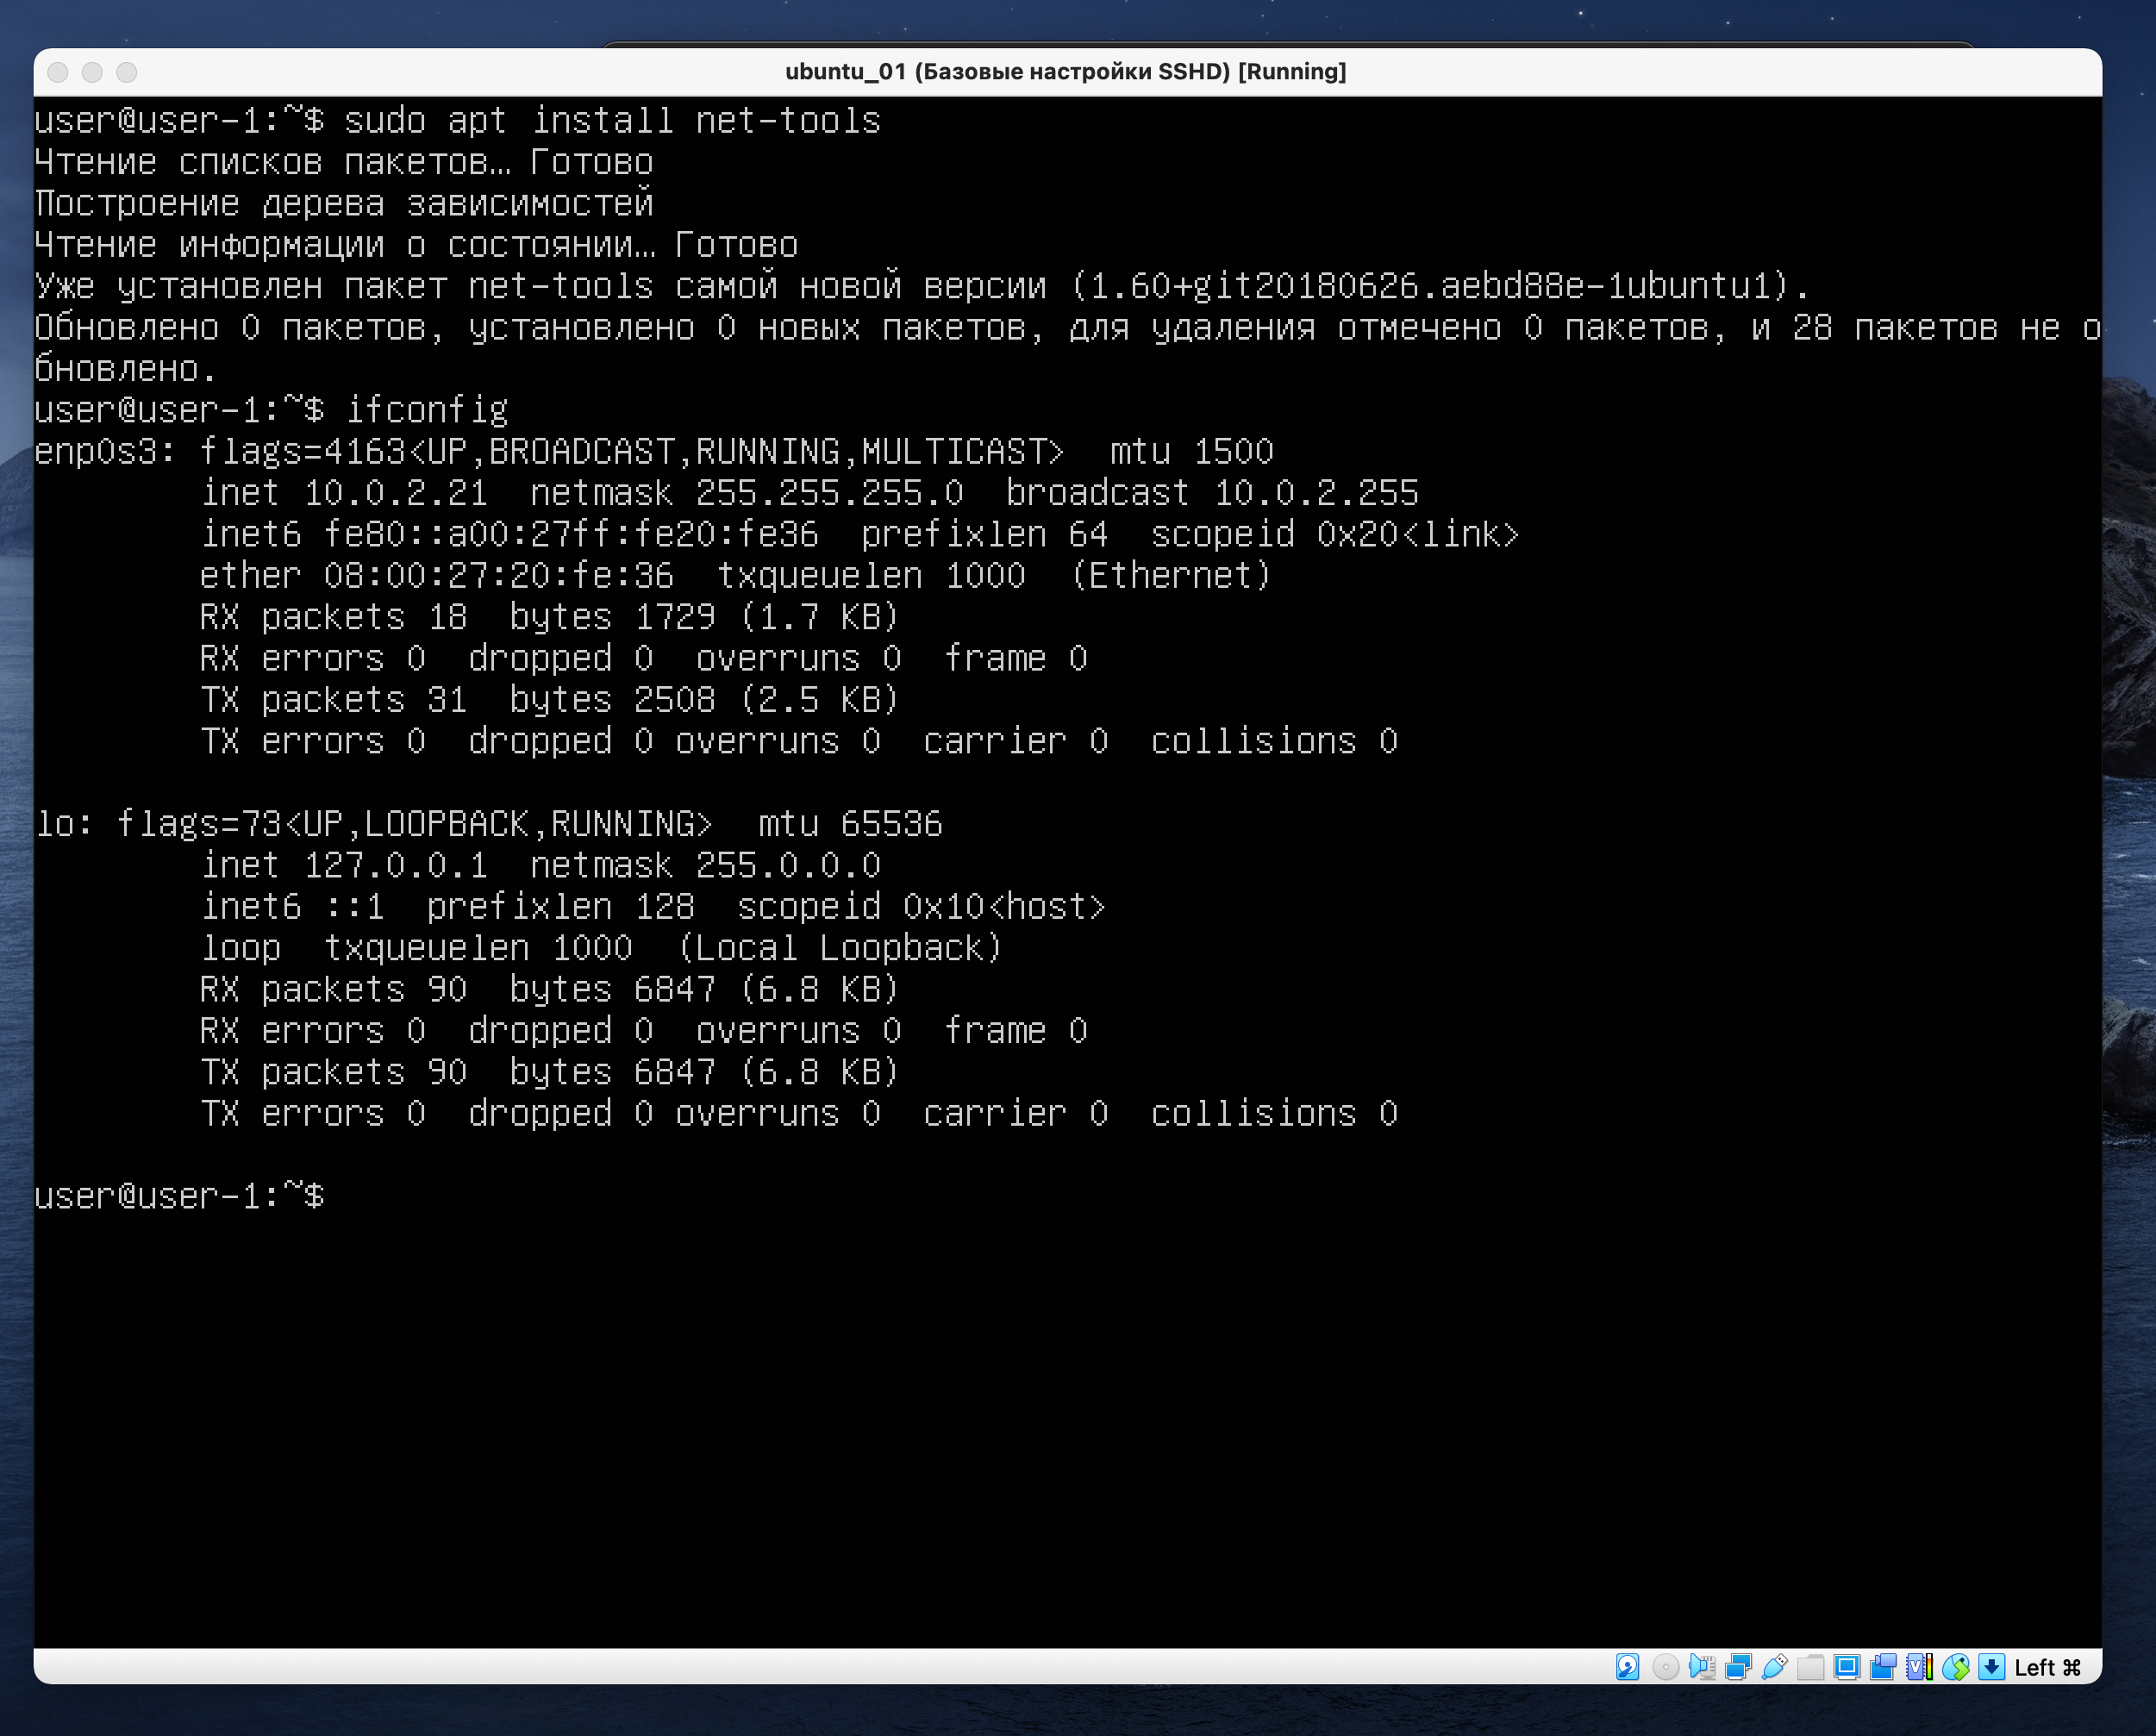 ubuntu_01 (Базовые настройки SSHD) [Running]
user@user-1:~$ sudo apt install net-tools
Чтение списков пакетов… Готово
Построение дерева зависимостей
Чтение информации о состоянии… Готово
Уже установлен пакет net-tools самой новой версии (1.60+git20180626.aebd88e-1ubuntu1).
Обновлено 0 пакетов, установлено 0 новых пакетов, для удаления отмечено 0 пакетов, и 28 пакетов не о
бновлено.
user@user-1:~$ ifconfig
enp0s3: flags=4163<UP,BROADCAST,RUNNING,MULTICAST>  mtu 1500
        inet 10.0.2.21  netmask 255.255.255.0  broadcast 10.0.2.255
        inet6 fe80::a00:27ff:fe20:fe36  prefixlen 64  scopeid 0x20<link>
        ether 08:00:27:20:fe:36  txqueuelen 1000  (Ethernet)
        RX packets 18  bytes 1729 (1.7 KB)
        RX errors 0  dropped 0  overruns 0  frame 0
        TX packets 31  bytes 2508 (2.5 KB)
        TX errors 0  dropped 0 overruns 0  carrier 0  collisions 0
lo: flags=73<UP,LOOPBACK,RUNNING>  mtu 65536
        inet 127.0.0.1  netmask 255.0.0.0
        inet6 ::1  prefixlen 128  scopeid 0x10<host>
        loop  txqueuelen 1000  (Local Loopback)
        RX packets 90  bytes 6847 (6.8 KB)
        RX errors 0  dropped 0  overruns 0  frame 0
        TX packets 90  bytes 6847 (6.8 KB)
        TX errors 0  dropped 0 overruns 0  carrier 0  collisions 0
user@user-1:~$
Left ⌘